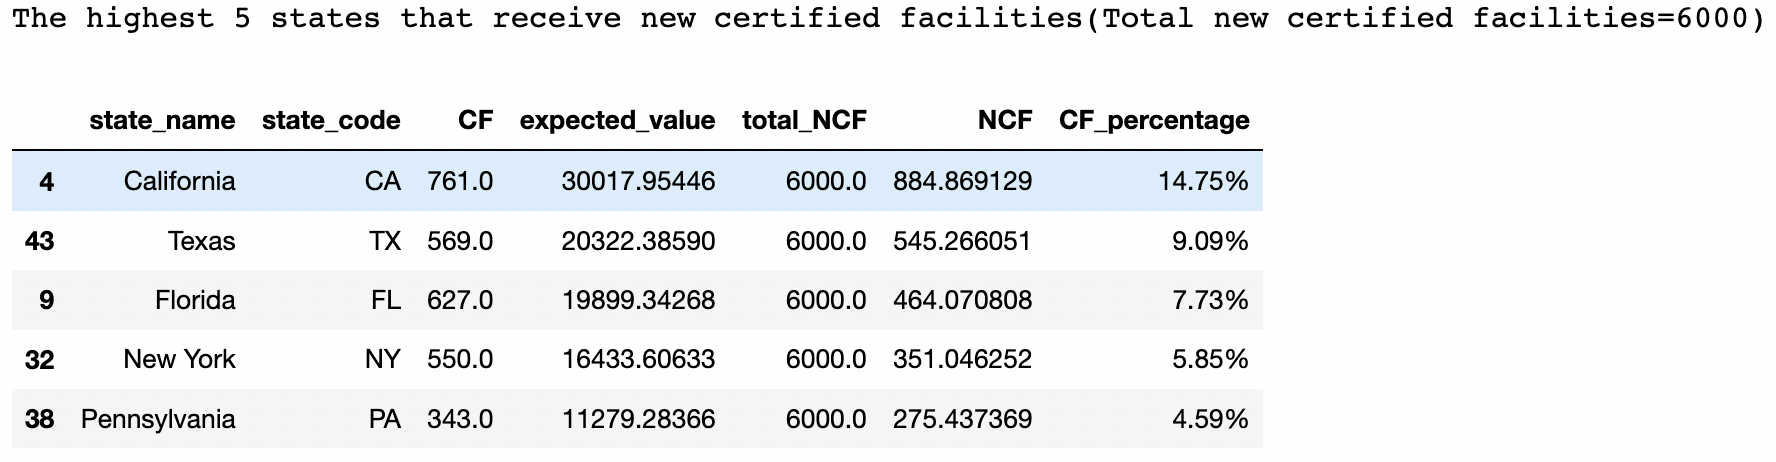 The highest 5 states that receive new certified facilities(Total new certified facilities=6000)
state_name state_code CF expected_value total_NCF NCF CF_percentage
4 California CA 761.0 30017.95446 6000.0 884.869129 14.75%
43 Texas TX 569.0 20322.38590 6000.0 545.266051 9.09%
9 Florida FL 627.0 19899.34268 6000.0 464.070808 7.73%
32 New York NY 550.0 16433.60633 6000.0 351.046252 5.85%
38 Pennsylvania PA 343.0 11279.28366 6000.0 275.437369 4.59%